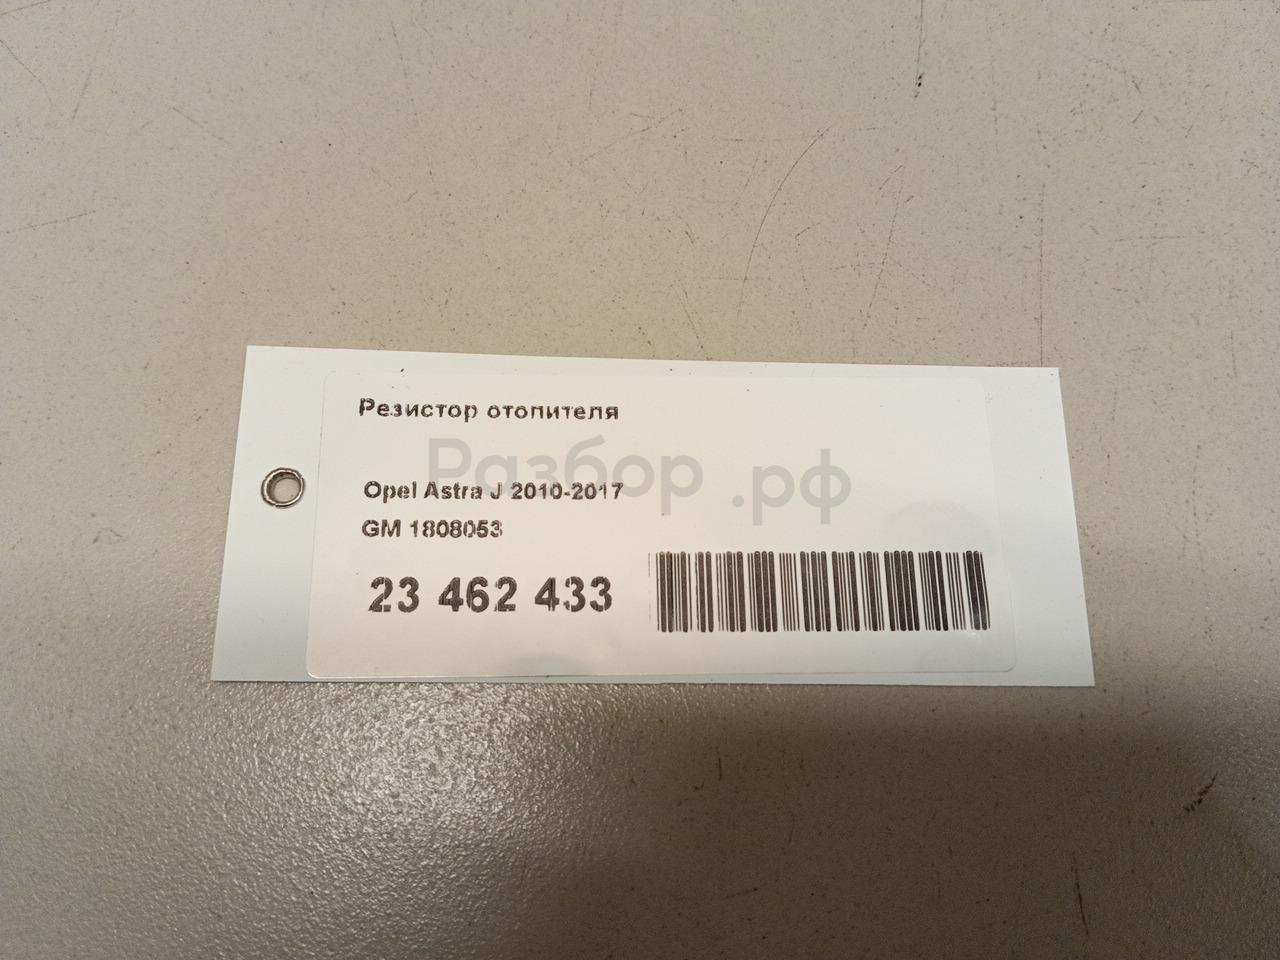 Резистор отопителя
Разбор.рф
Opel Astra J 2010-2017
GM 1808053
23 462 433